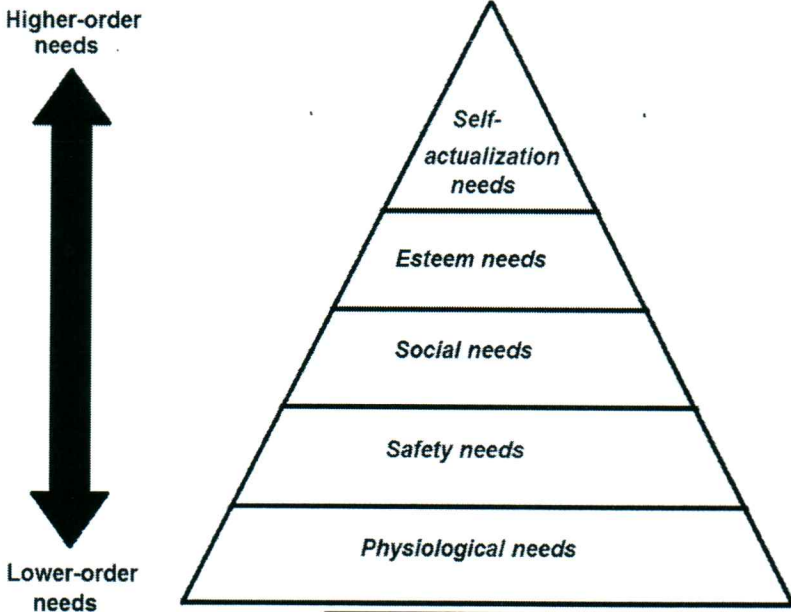 Higher-order
needs
Self-
actualization
needs
Esteem needs
Social needs
Safety needs
Physiological needs
Lower-order
needs